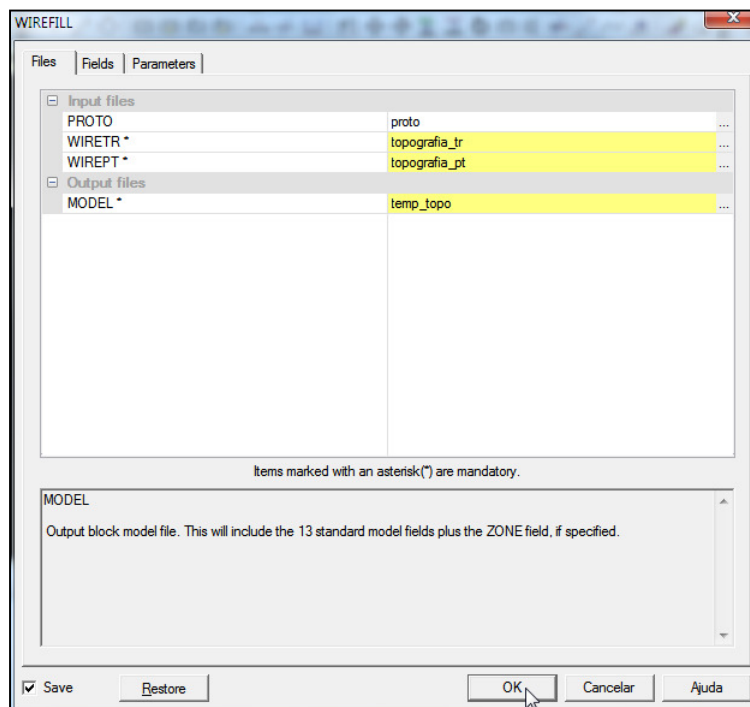 WIREFILL
Files Fields Parameters
Input files
PROTO proto ...
WIRETR * topografia_tr ...
WIREPT * topografia_pt ...
Output files
MODEL * temp_topo ...
Items marked with an asterisk(*) are mandatory.
MODEL
Output block model file. This will include the 13 standard model fields plus the ZONE field, if specified.
Save Restore OK Cancelar Ajuda